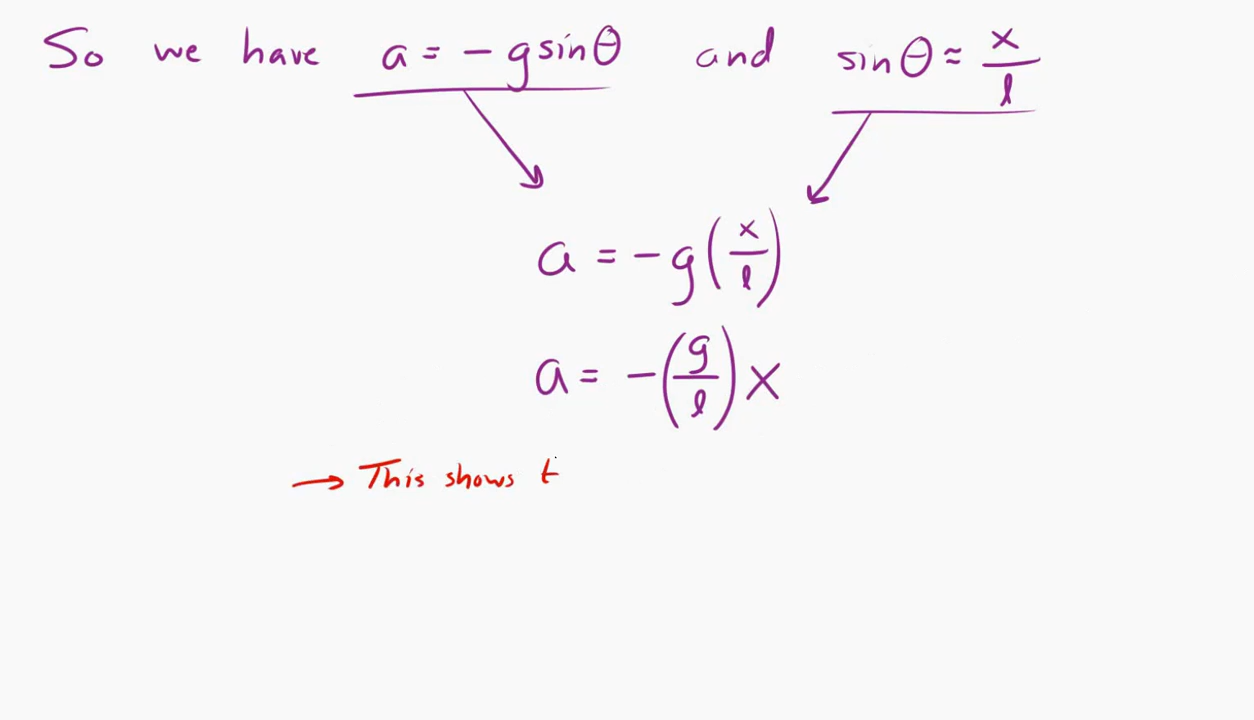 So we have a = - g sinθ and sinθ ≈ x/l
a = - g (x/l)
a = - (g/l) x
→ This shows t